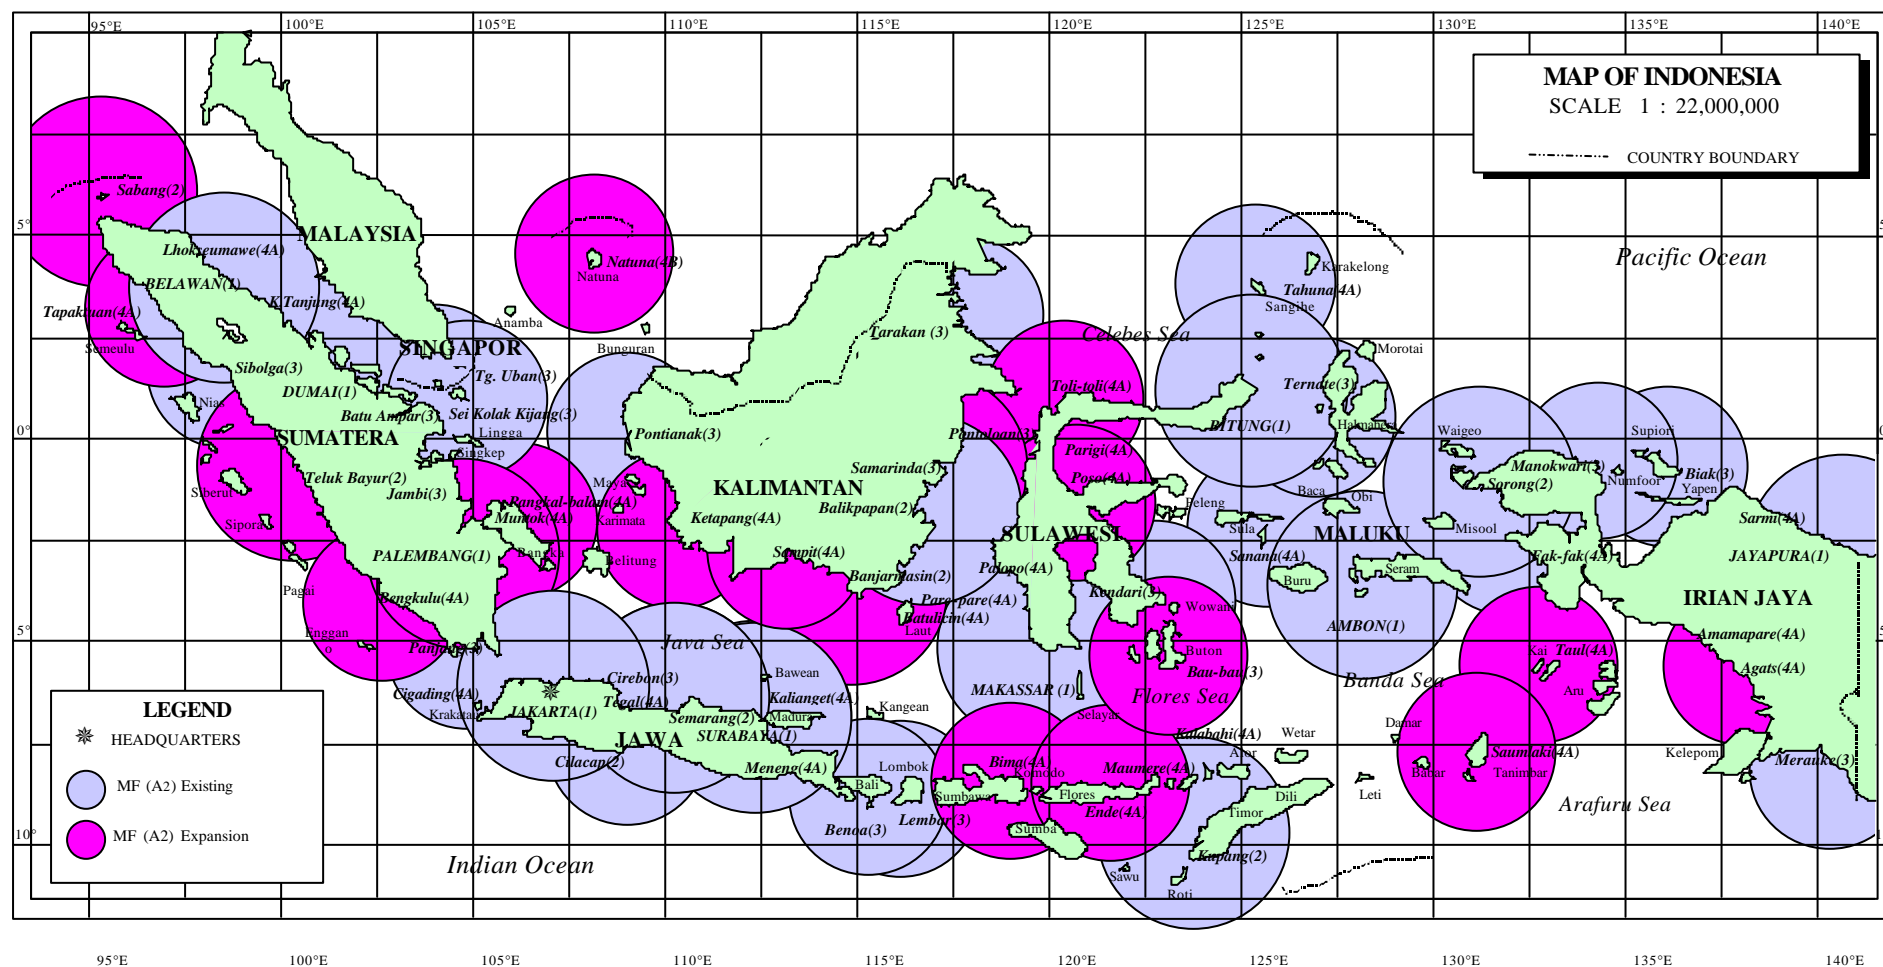 95°E 100°E 105°E 110°E 115°E 120°E 125°E 130°E 135°E 140°E
MAP OF INDONESIA
SCALE 1 : 22,000,000
COUNTRY BOUNDARY
Sabang(2)
5°
MALAYSIA
Lhokseumawe(4A)
BELAWAN(1)
K.Tanjung(4A)
Tapaktuan(4A)
Semeulu
Natuna(4B)
Natuna
Anamba
Bunguran
SINGAPOR
Tg. Uban(3)
Sibolga(3)
DUMAI(1)
Batu Ampar(3)
Sei Kolak Kijang(3)
Nias
Lingga
Singkep
0°
SUMATERA
Teluk Bayur(2)
Jambi(3)
Siberut
Sipora
Pangkal-balam(4A)
Muntok(4A)
PALEMBANG(1)
Bangka
Belitung
Pagai
Bengkulu(4A)
Enggan
o
Panjang(3)
5°
Tarakan (3)
Pontianak(3)
Maya
Karimata
Samarinda(3)
KALIMANTAN
Balikpapan(2)
Ketapang(4A)
Sampit(4A)
Banjarmasin(2)
Batulicin(4A)
Laut
Celebes Sea
Toli-toli(4A)
Pantoloan(3)
Parigi(4A)
Poso(4A)
Peleng
SULAWESI
Palopo(4A)
Pare-pare(4A)
Kendari(3)
Wowani
Buton
Bau-bau(3)
MAKASSAR (1)
Selayar
Flores Sea
Karakelong
Tahuna(4A)
Sangihe
Pacific Ocean
Morotai
Ternate(3)
BITUNG(1)
Halmahera
Baca
Obi
Sula
Sanana(4A)
MALUKU
Buru
Seram
AMBON(1)
Banda Sea
Waigeo
Supiori
Manokwari(3)
Sorong(2)
Numfoor
Biak(3)
Yapen
Misool
Sarmi(4A)
Fak-fak(4A)
JAYAPURA(1)
IRIAN JAYA
Amamapare(4A)
Agats(4A)
Kai
Taul(4A)
Aru
Java Sea
Bawean
Cirebon(3)
Cigading(4A)
Tegal(4A)
Kalianget(4A)
Kangean
Krakatau
JAKARTA(1)
Semarang(2)
Madura
SURABAYA(1)
JAWA
Cilacap(2)
Meneng(4A)
Bali
Lombok
Benoa(3)
Lembar(3)
Bima(4A)
Komodo
Sumbawa
Flores
Sumba
Maumere(4A)
Ende(4A)
Kalabahi(4A)
Alor
Wetar
Dili
Timor
Kupang(2)
Sawu
Roti
Damar
Babar
Leti
Saumlaki(4A)
Tanimbar
Kelepom
Merauke(3)
Arafuru Sea
Indian Ocean
LEGEND
HEADQUARTERS
MF (A2) Existing
MF (A2) Expansion
10°
95°E 100°E 105°E 110°E 115°E 120°E 125°E 130°E 135°E 140°E